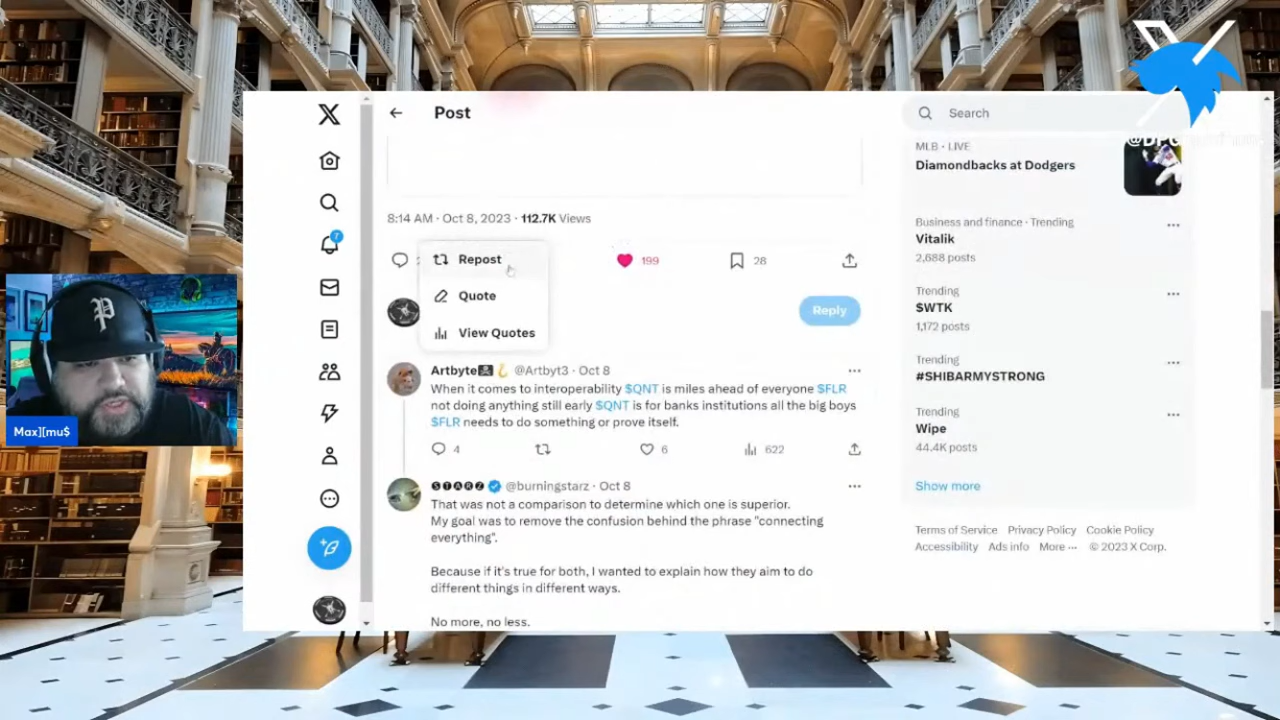 Post
Search
MLB · LIVE
Diamondbacks at Dodgers
8:14 AM · Oct 8, 2023 · 112.7K Views
Business and finance · Trending
Vitalik
2,688 posts
Repost
199
28
Quote
View Quotes
Reply
Trending
$WTK
1,172 posts
Trending
#SHIBARMYSTRONG
Trending
Wipe
44.4K posts
Show more
Terms of Service Privacy Policy Cookie Policy
Accessibility Ads info More ··· © 2023 X Corp.
Artbyte @Artbyt3 · Oct 8
When it comes to interoperability $QNT is miles ahead of everyone $FLR
not doing anything still early $QNT is for banks institutions all the big boys
$FLR needs to do something or prove itself.
4
6
622
STARZ @burningstarz · Oct 8
That was not a comparison to determine which one is superior.
My goal was to remove the confusion behind the phrase "connecting
everything".
Because if it's true for both, I wanted to explain how they aim to do
different things in different ways.
No more, no less.
P
Max][mu$